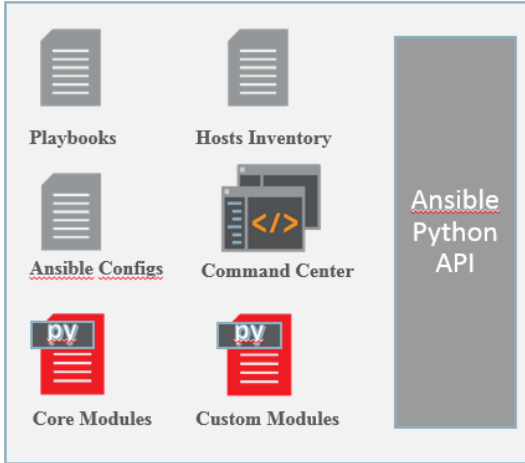 Playbooks
Hosts Inventory
Ansible Configs
</>
Command Center
py
Core Modules
py
Custom Modules
Ansible
Python
API